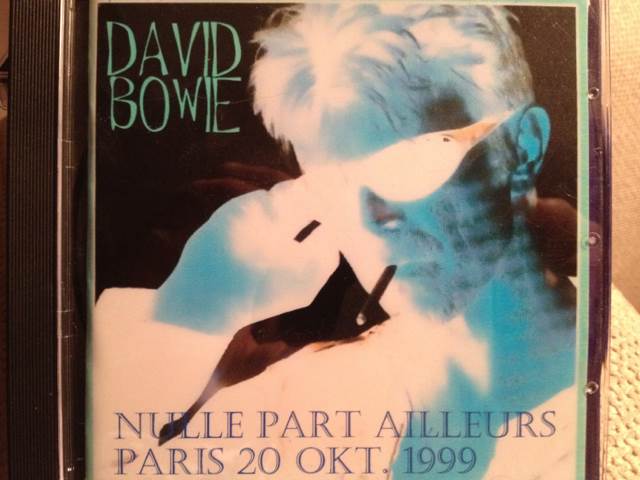 DAVID
BOWIE
NULLE PART AILLEURS
PARIS 20 OKT. 1999